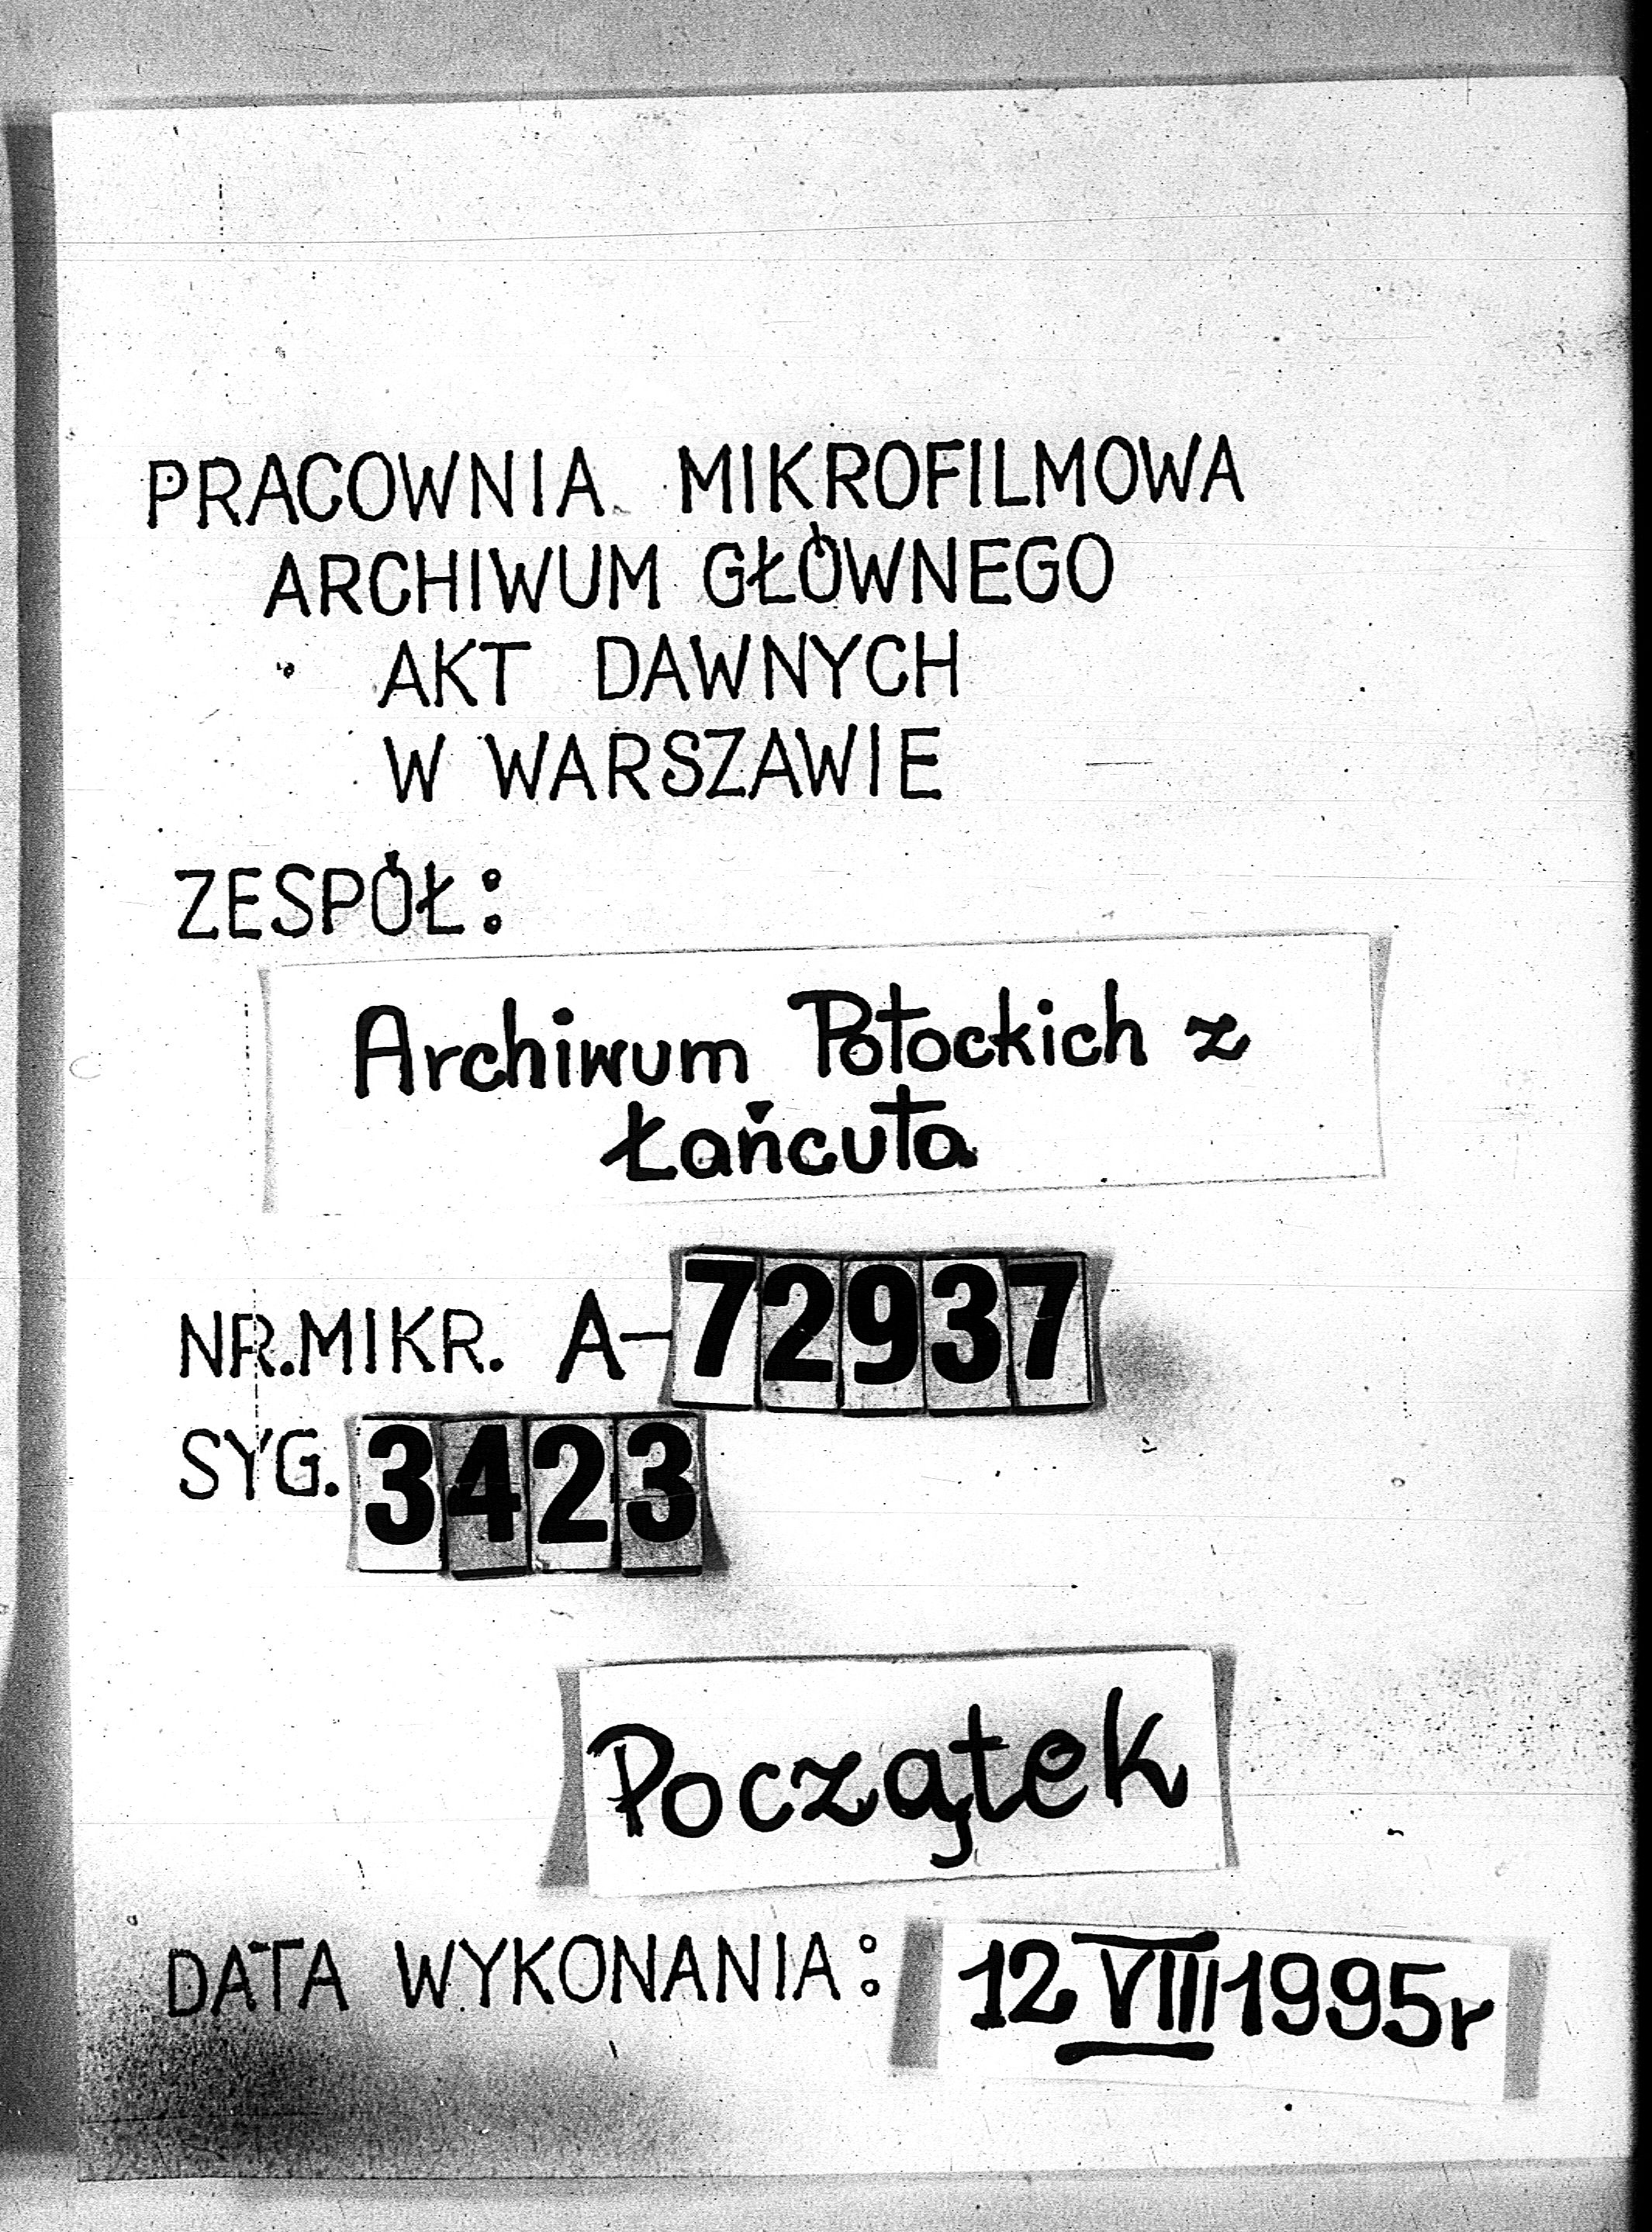 PRACOWNIA MIKROFILMOWA
ARCHIWUM GŁÓWNEGO
AKT DAWNYCH
W WARSZAWIE
ZESPÓŁ:
Archiwum Potockich z
Łańcuta
NR. MIKR. A-72937
SYG. 3423
Początek
DATA WYKONANIA: 12 VIII 1995r